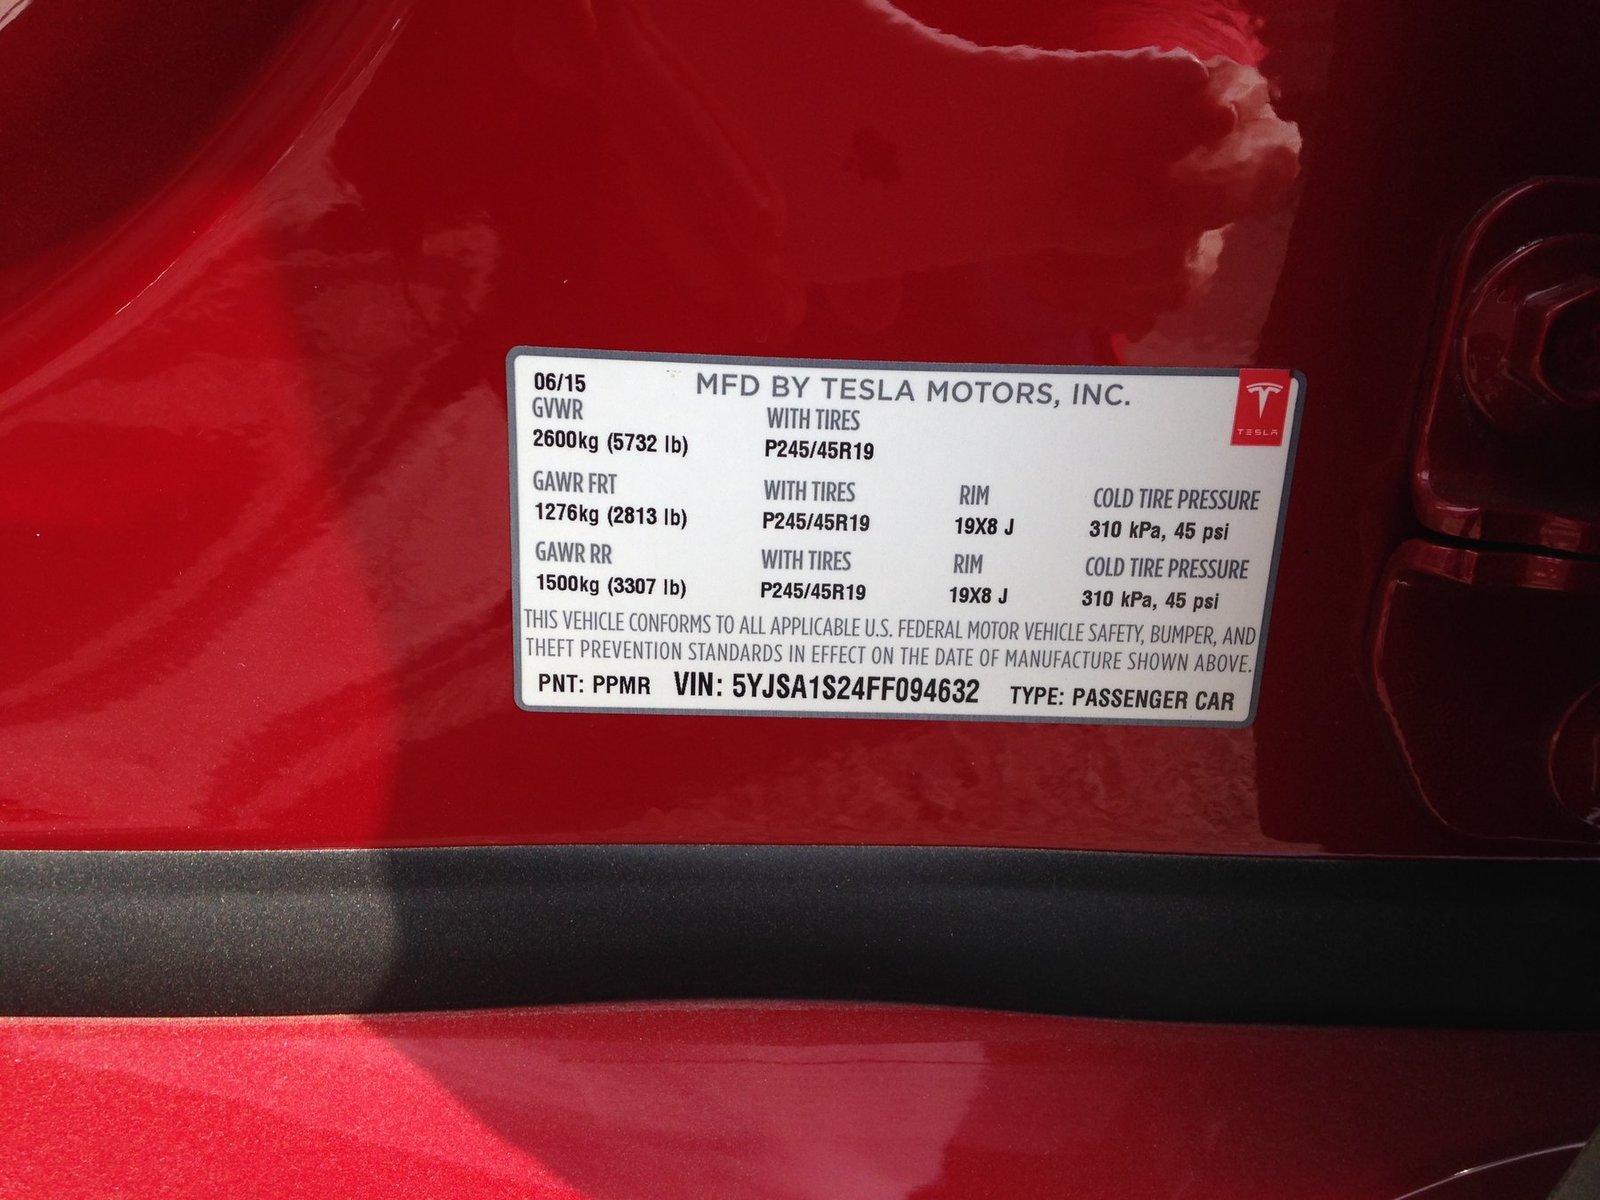 06/15 MFD BY TESLA MOTORS, INC.
TESLA
GVWR WITH TIRES
2600kg (5732 lb) P245/45R19
GAWR FRT WITH TIRES RIM COLD TIRE PRESSURE
1276kg (2813 lb) P245/45R19 19X8 J 310 kPa, 45 psi
GAWR RR WITH TIRES RIM COLD TIRE PRESSURE
1500kg (3307 lb) P245/45R19 19X8 J 310 kPa, 45 psi
THIS VEHICLE CONFORMS TO ALL APPLICABLE U.S. FEDERAL MOTOR VEHICLE SAFETY, BUMPER, AND
THEFT PREVENTION STANDARDS IN EFFECT ON THE DATE OF MANUFACTURE SHOWN ABOVE.
PNT: PPMR VIN: 5YJSA1S24FF094632 TYPE: PASSENGER CAR